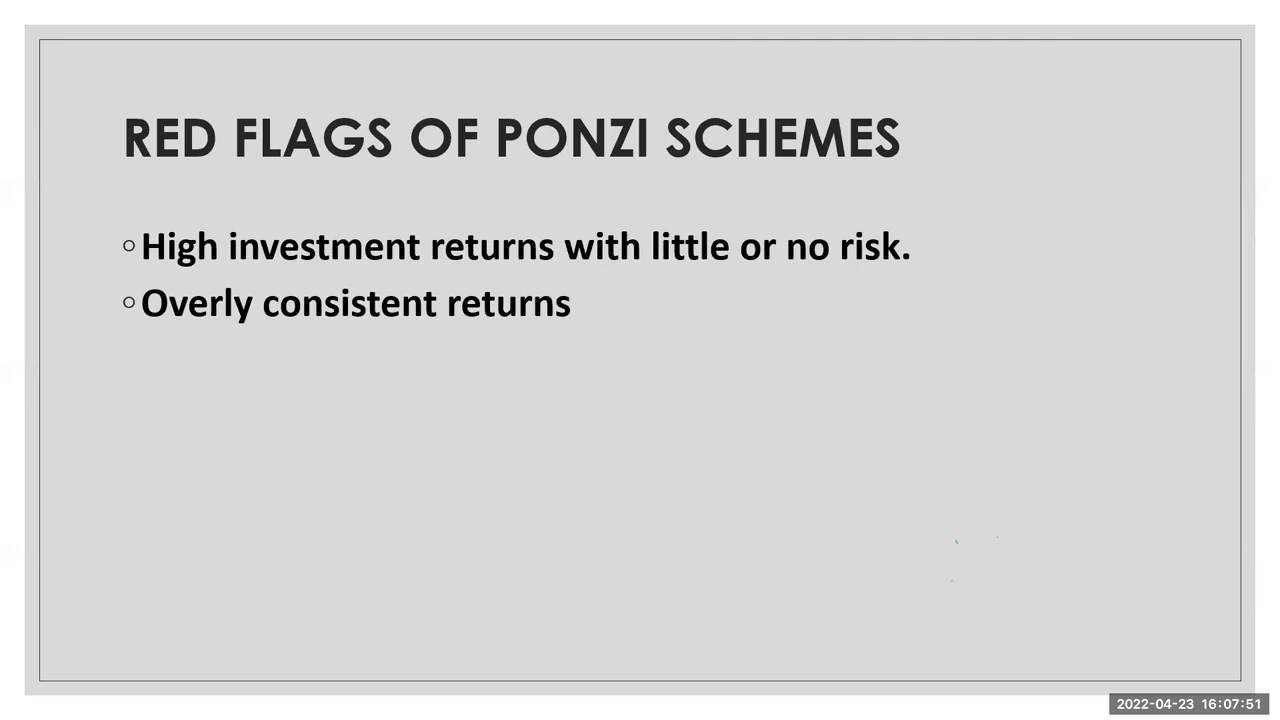 RED FLAGS OF PONZI SCHEMES
◦High investment returns with little or no risk.
◦Overly consistent returns
2022-04-23 16:07:51